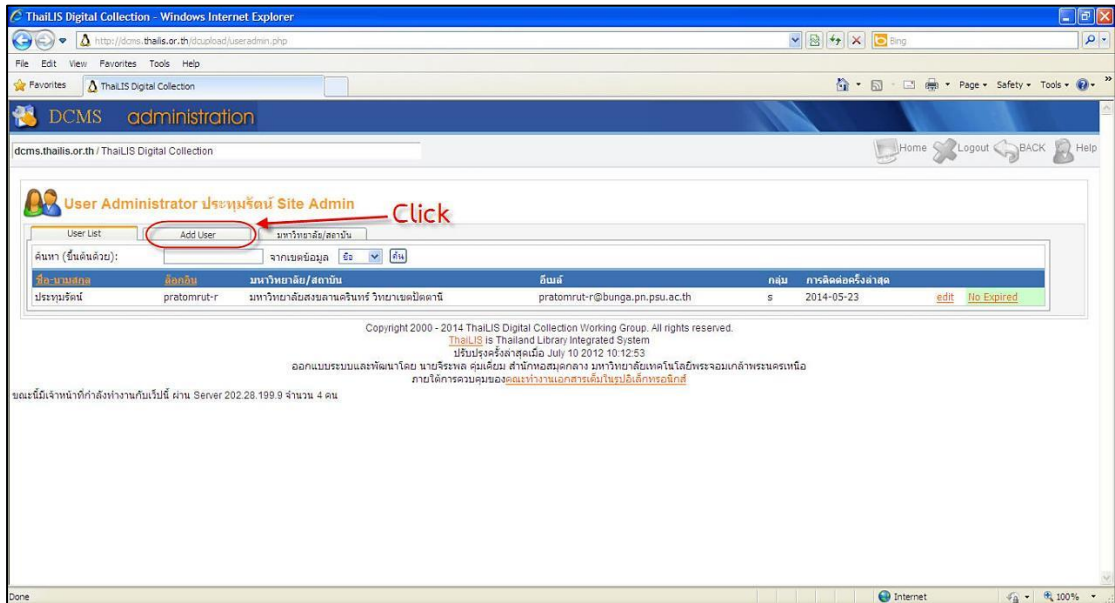 ThaiLIS Digital Collection - Windows Internet Explorer
http://dcms.thailis.or.th/dcupload/useradmin.php
Bing
File Edit View Favorites Tools Help
Favorites ThaiLIS Digital Collection
Page Safety Tools
DCMS administration
dcms.thailis.or.th / ThaiLIS Digital Collection
Home Logout BACK Help
User Administrator ประทุมรัตน์ Site Admin
Click
User List Add User มหาวิทยาลัย/สถาบัน
ค้นหา (ขึ้นต้นด้วย): จากเขตข้อมูล ชื่อ ค้น
ชื่อ-นามสกุล ล็อกอิน มหาวิทยาลัย/สถาบัน อีเมล์ กลุ่ม การติดต่อครั้งล่าสุด
ประทุมรัตน์ pratomrut-r มหาวิทยาลัยสงขลานครินทร์ วิทยาเขตปัตตานี pratomrut-r@bunga.pn.psu.ac.th s 2014-05-23 edit No Expired
Copyright 2000 - 2014 ThaiLIS Digital Collection Working Group. All rights reserved.
ThaiLIS is Thailand Library Integrated System
ปรับปรุงครั้งล่าสุดเมื่อ July 10 2012 10:12:53
ออกแบบระบบและพัฒนาโดย นายจิระพล คุ่มเคี่ยม สำนักหอสมุดกลาง มหาวิทยาลัยเทคโนโลยีพระจอมเกล้าพระนครเหนือ
ภายใต้การควบคุมของคณะทำงานเอกสารเต็มในรูปอิเล็กทรอนิกส์
ขณะนี้มีเจ้าหน้าที่กำลังทำงานกับเว็ปนี้ ผ่าน Server 202.28.199.9 จำนวน 4 คน
Done Internet 100%